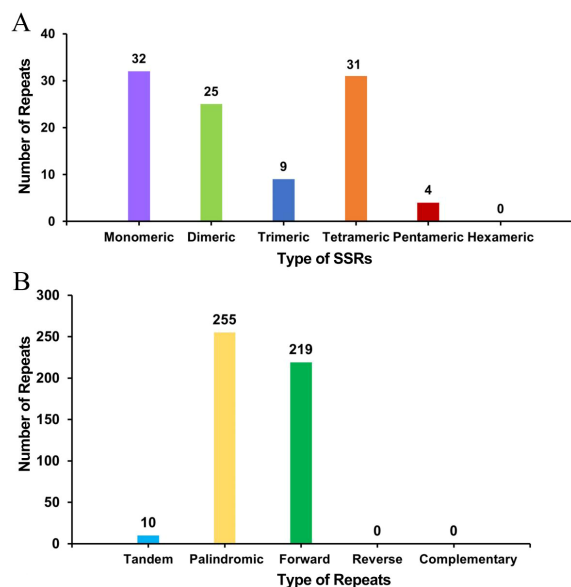 A
Number of Repeats
40
30
20
10
0
32
25
9
31
4
0
Monomeric Dimeric Trimeric Tetrameric Pentameric Hexameric
Type of SSRs
B
Number of Repeats
300
250
200
150
100
50
0
10
255
219
0
0
Tandem Palindromic Forward Reverse Complementary
Type of Repeats